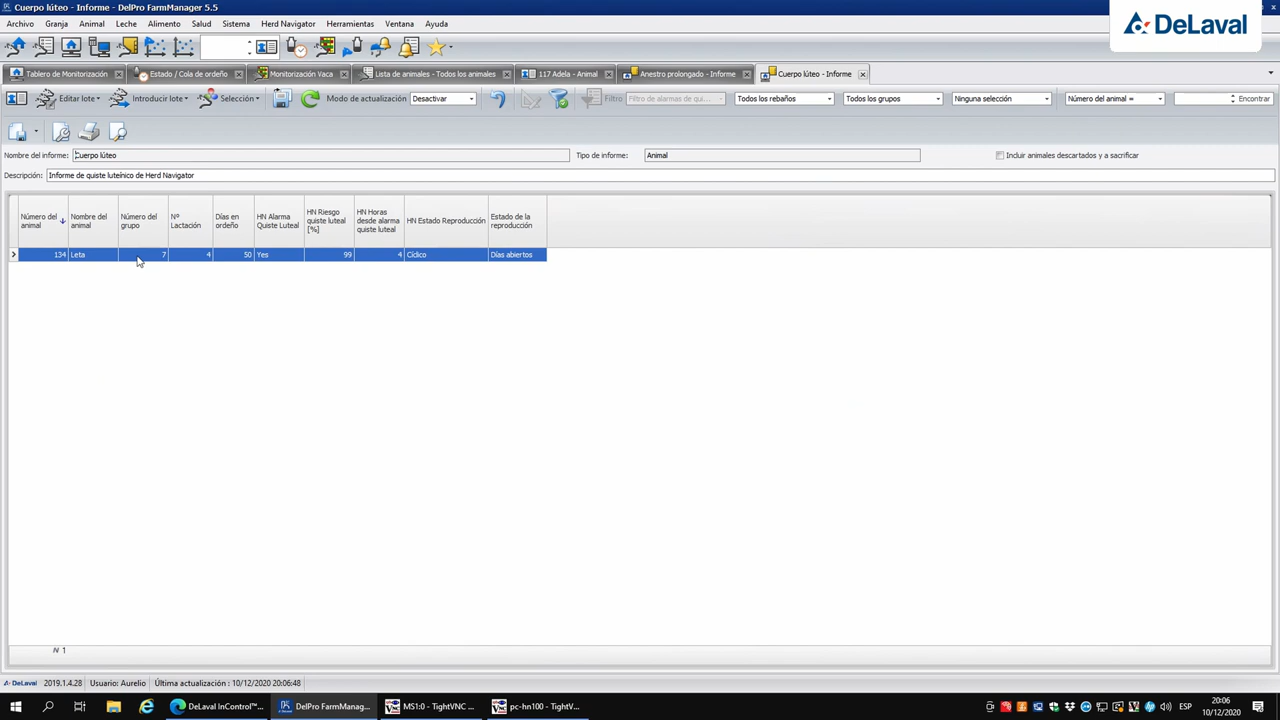 Cuerpo lúteo - Informe - DelPro FarmManager 5.5
DeLaval
Archivo Granja Animal Leche Alimento Salud Sistema Herd Navigator Herramientas Ventana Ayuda
Tablero de Monitorización Estado / Cola de ordeño Monitorización Vaca Lista de animales - Todos los animales 117 Adela - Animal Anestro prolongado - Informe Cuerpo lúteo - Informe
Editar lote Introducir lote Selección Modo de actualización Desactivar Filtro Filtro de alarmas de qui... Todos los rebaños Todos los grupos Ninguna selección Número del animal = Encontrar
Nombre del informe: Cuerpo lúteo Tipo de informe: Animal Incluir animales descartados y a sacrificar
Descripción: Informe de quiste luteínico de Herd Navigator
Número del animal Nombre del animal Número del grupo Nº Lactación Días en ordeño HN Alarma Quiste Luteal HN Riesgo quiste luteal [%] HN Horas desde alarma quiste luteal HN Estado Reproducción Estado de la reproducción
134 Leta 7 4 50 Yes 99 4 Cíclico Días abiertos
N 1
DeLaval 2019.1.4.28 Usuario: Aurelio Última actualización : 10/12/2020 20:06:48
DeLaval InControl™... DelPro FarmManag... MS1:0 - TightVNC ... pc-hn100 - TightV... ESP 20:06
10/12/2020